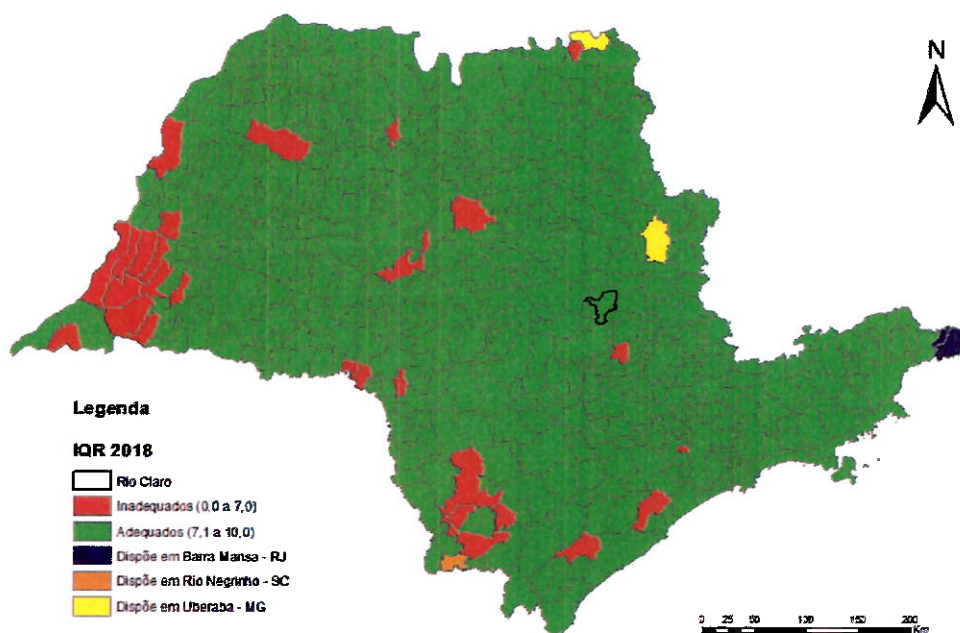 N
Legenda
IQR 2018
Rio Claro
Inadequados (0,0 a 7,0)
Adequados (7,1 a 10,0)
Dispõe em Barra Mansa - RJ
Dispõe em Rio Negrinho - SC
Dispõe em Uberaba - MG
0 25 50 100 150 200
Km